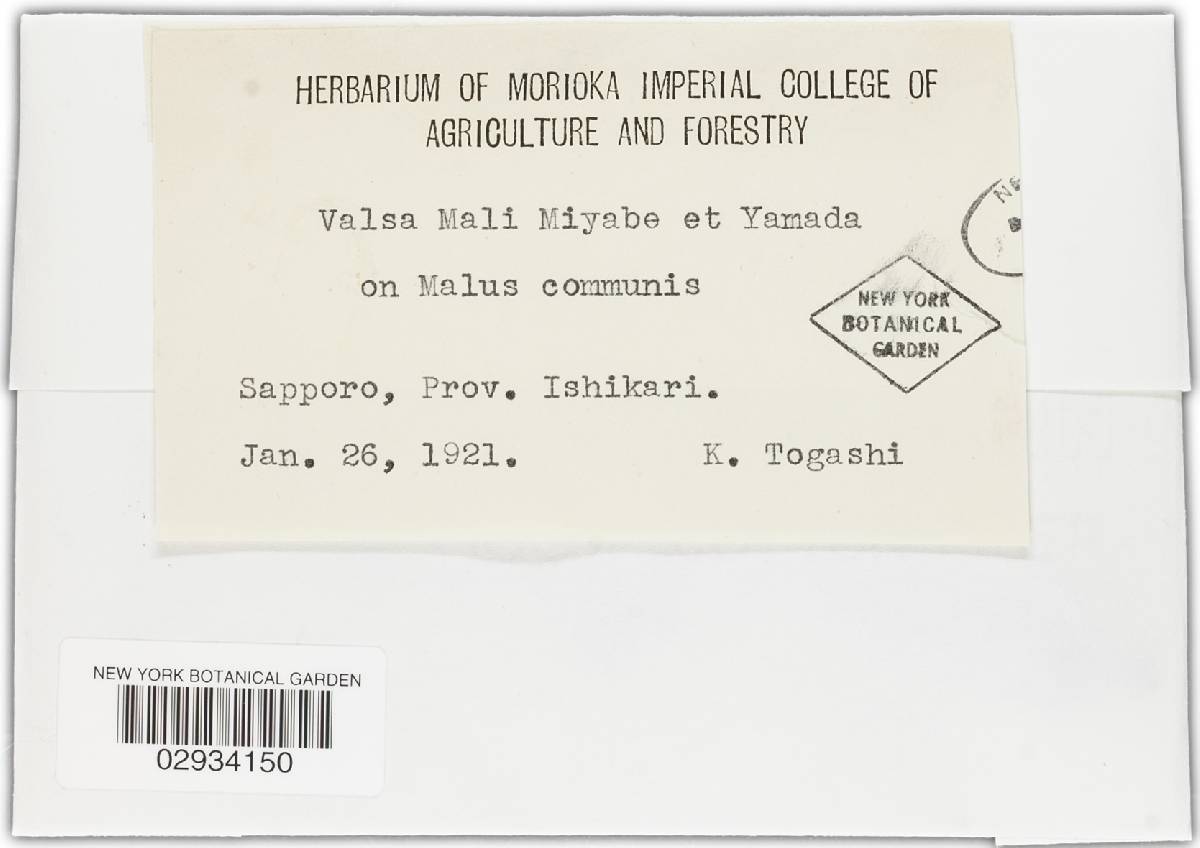 HERBARIUM OF MORIOKA IMPERIAL COLLEGE OF
AGRICULTURE AND FORESTRY
Valsa Mali Miyabe et Yamada
on Malus communis
NEW YORK
BOTANICAL
GARDEN
Sapporo, Prov. Ishikari.
Jan. 26, 1921. K. Togashi
NEW YORK BOTANICAL GARDEN
02934150